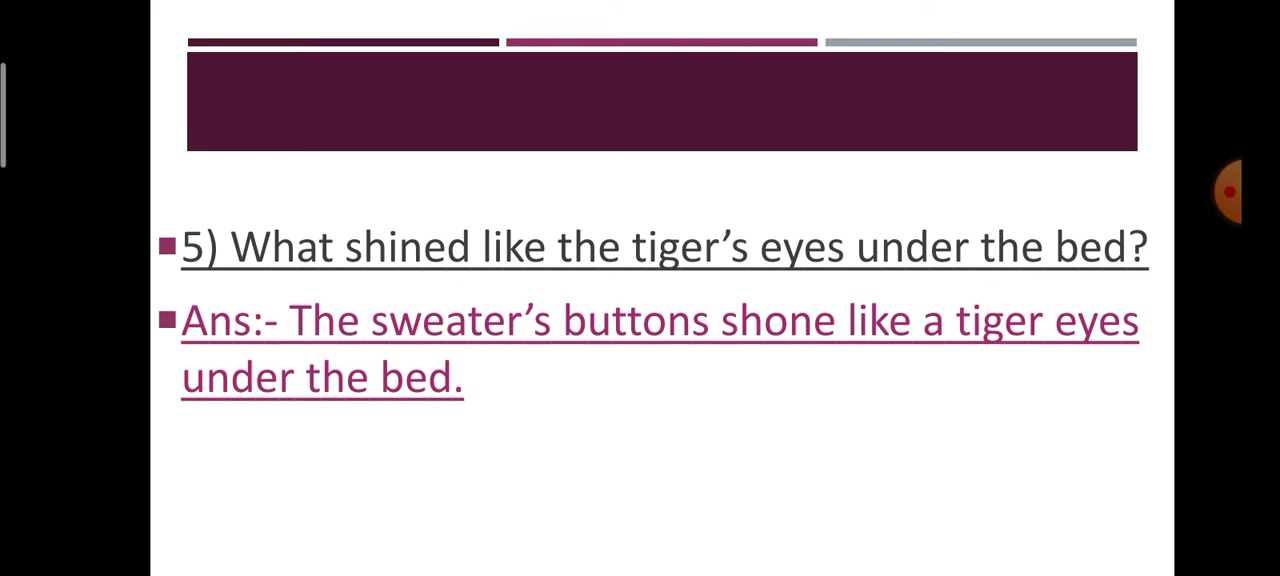 5) What shined like the tiger’s eyes under the bed?
Ans:- The sweater’s buttons shone like a tiger eyes
under the bed.